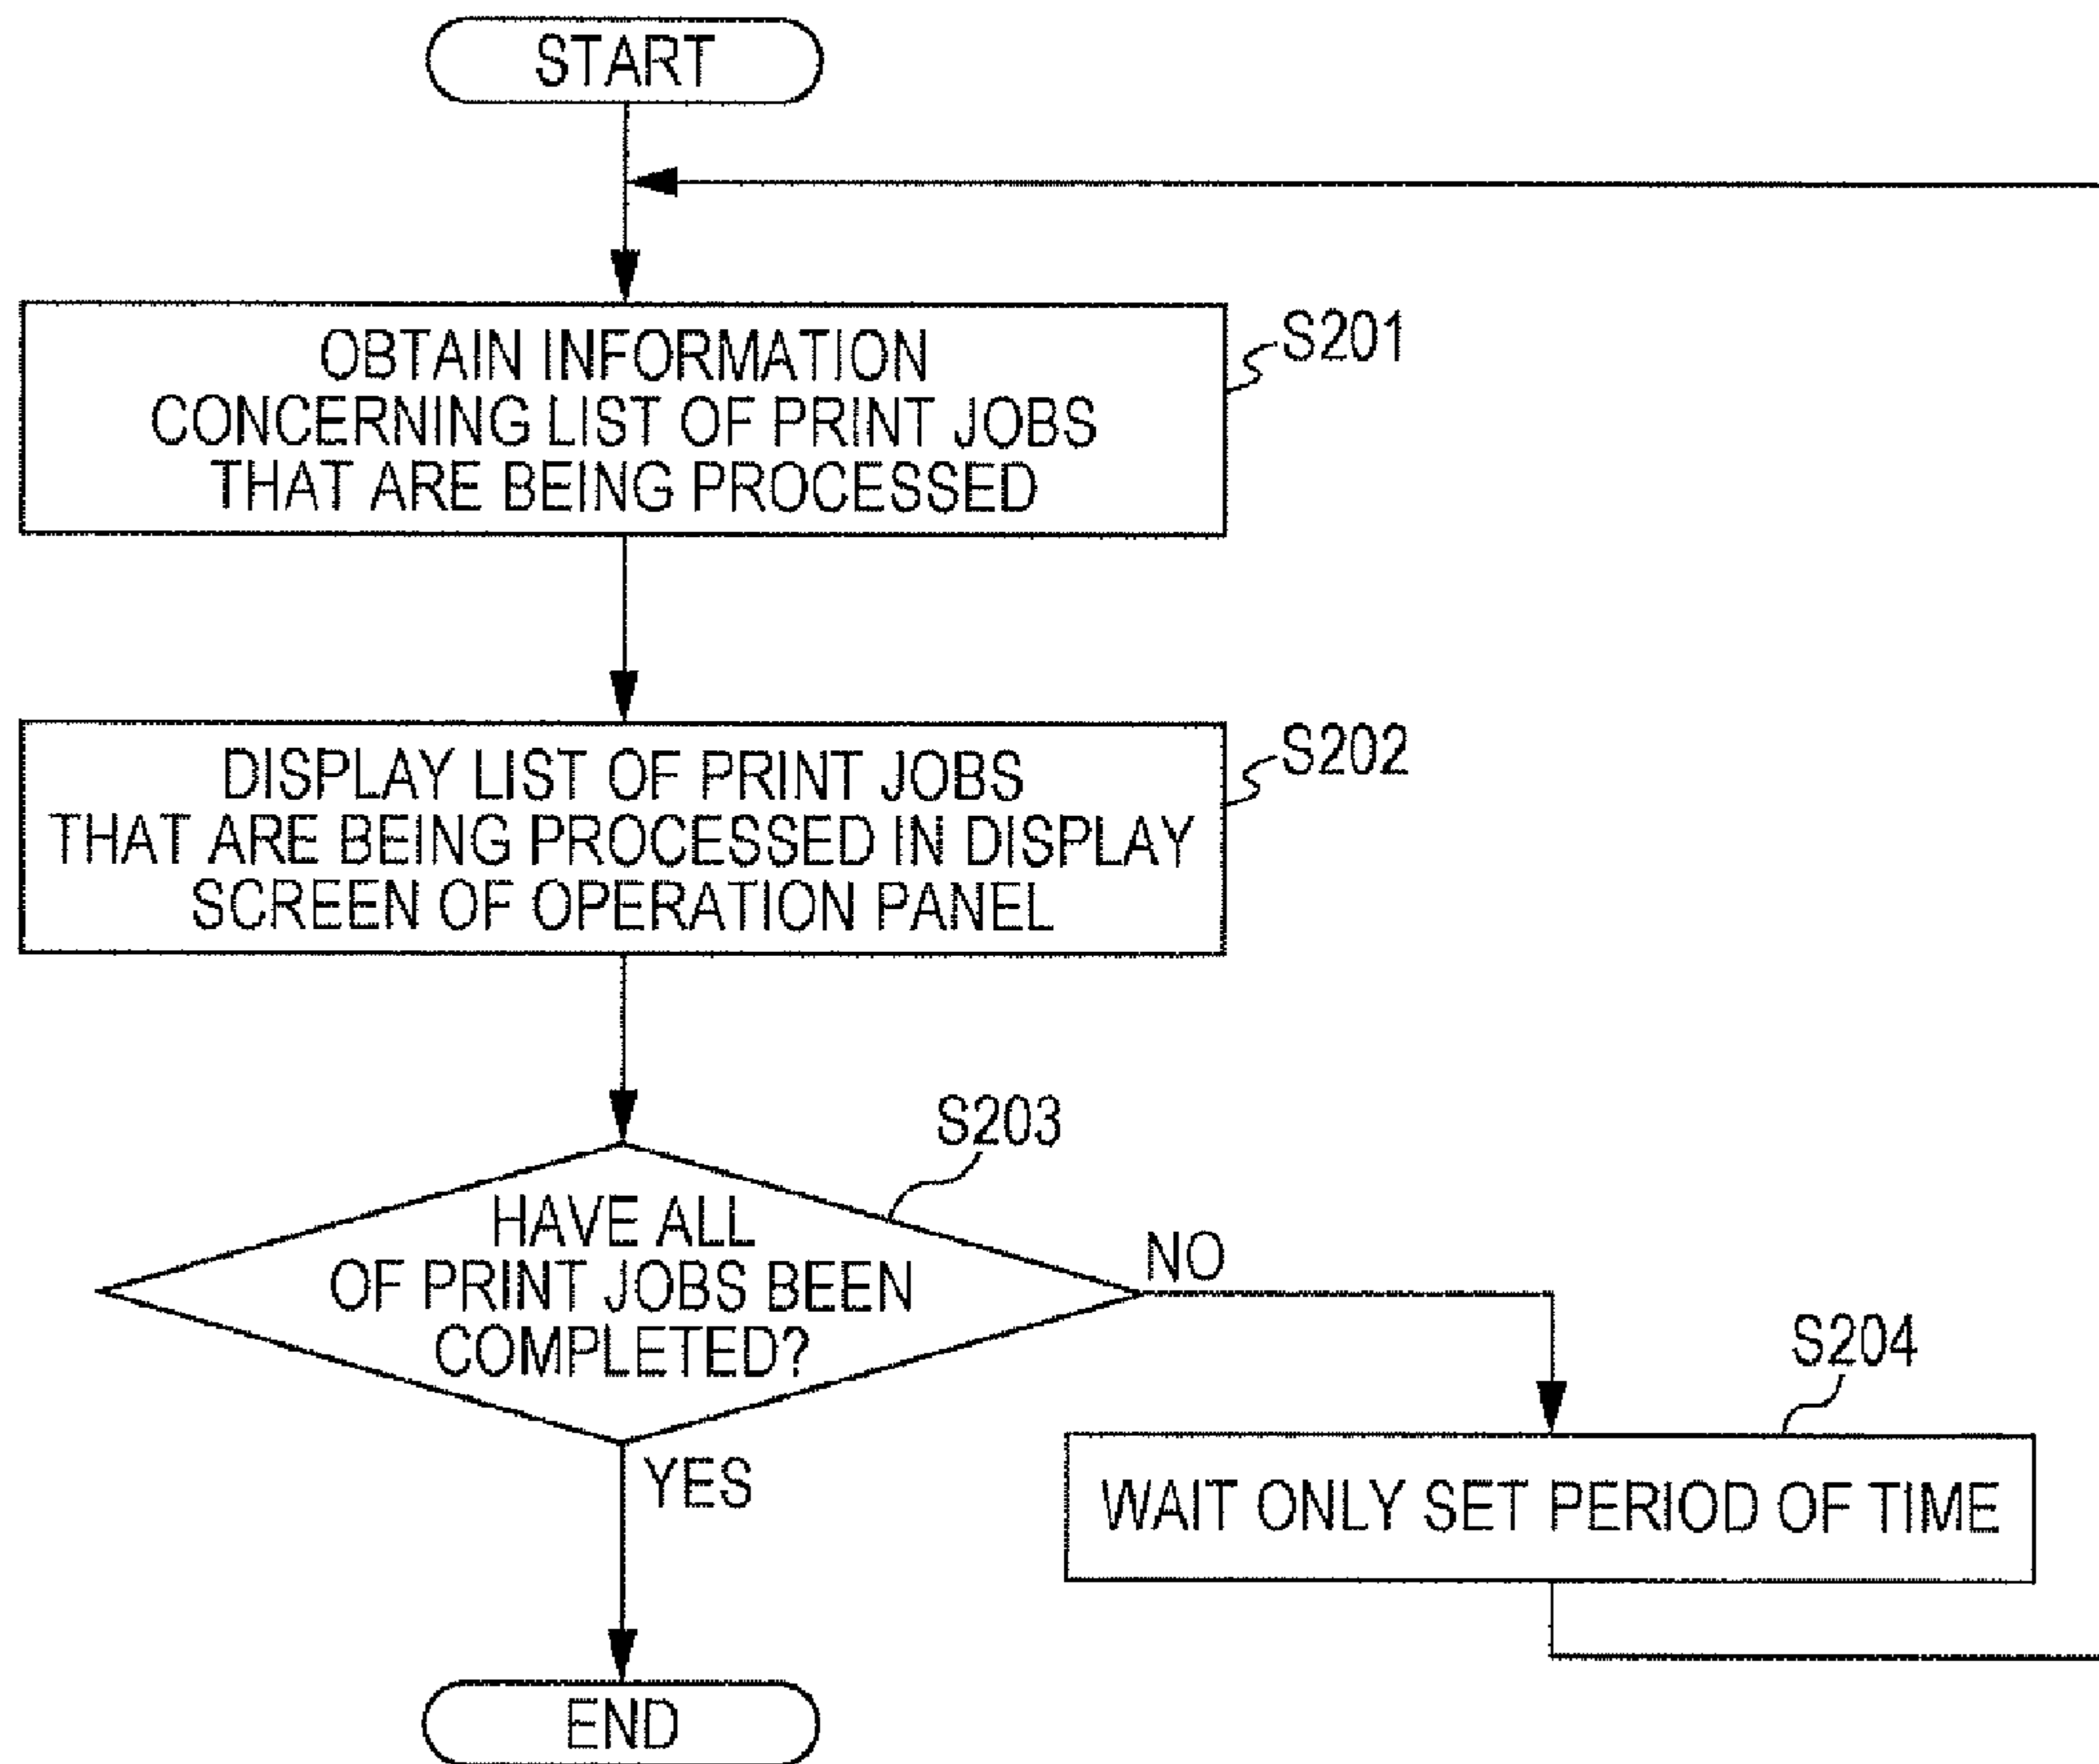 START
OBTAIN INFORMATION
CONCERNING LIST OF PRINT JOBS
THAT ARE BEING PROCESSED
S201
DISPLAY LIST OF PRINT JOBS
THAT ARE BEING PROCESSED IN DISPLAY
SCREEN OF OPERATION PANEL
S202
HAVE ALL
OF PRINT JOBS BEEN
COMPLETED?
S203
NO
YES
S204
WAIT ONLY SET PERIOD OF TIME
END